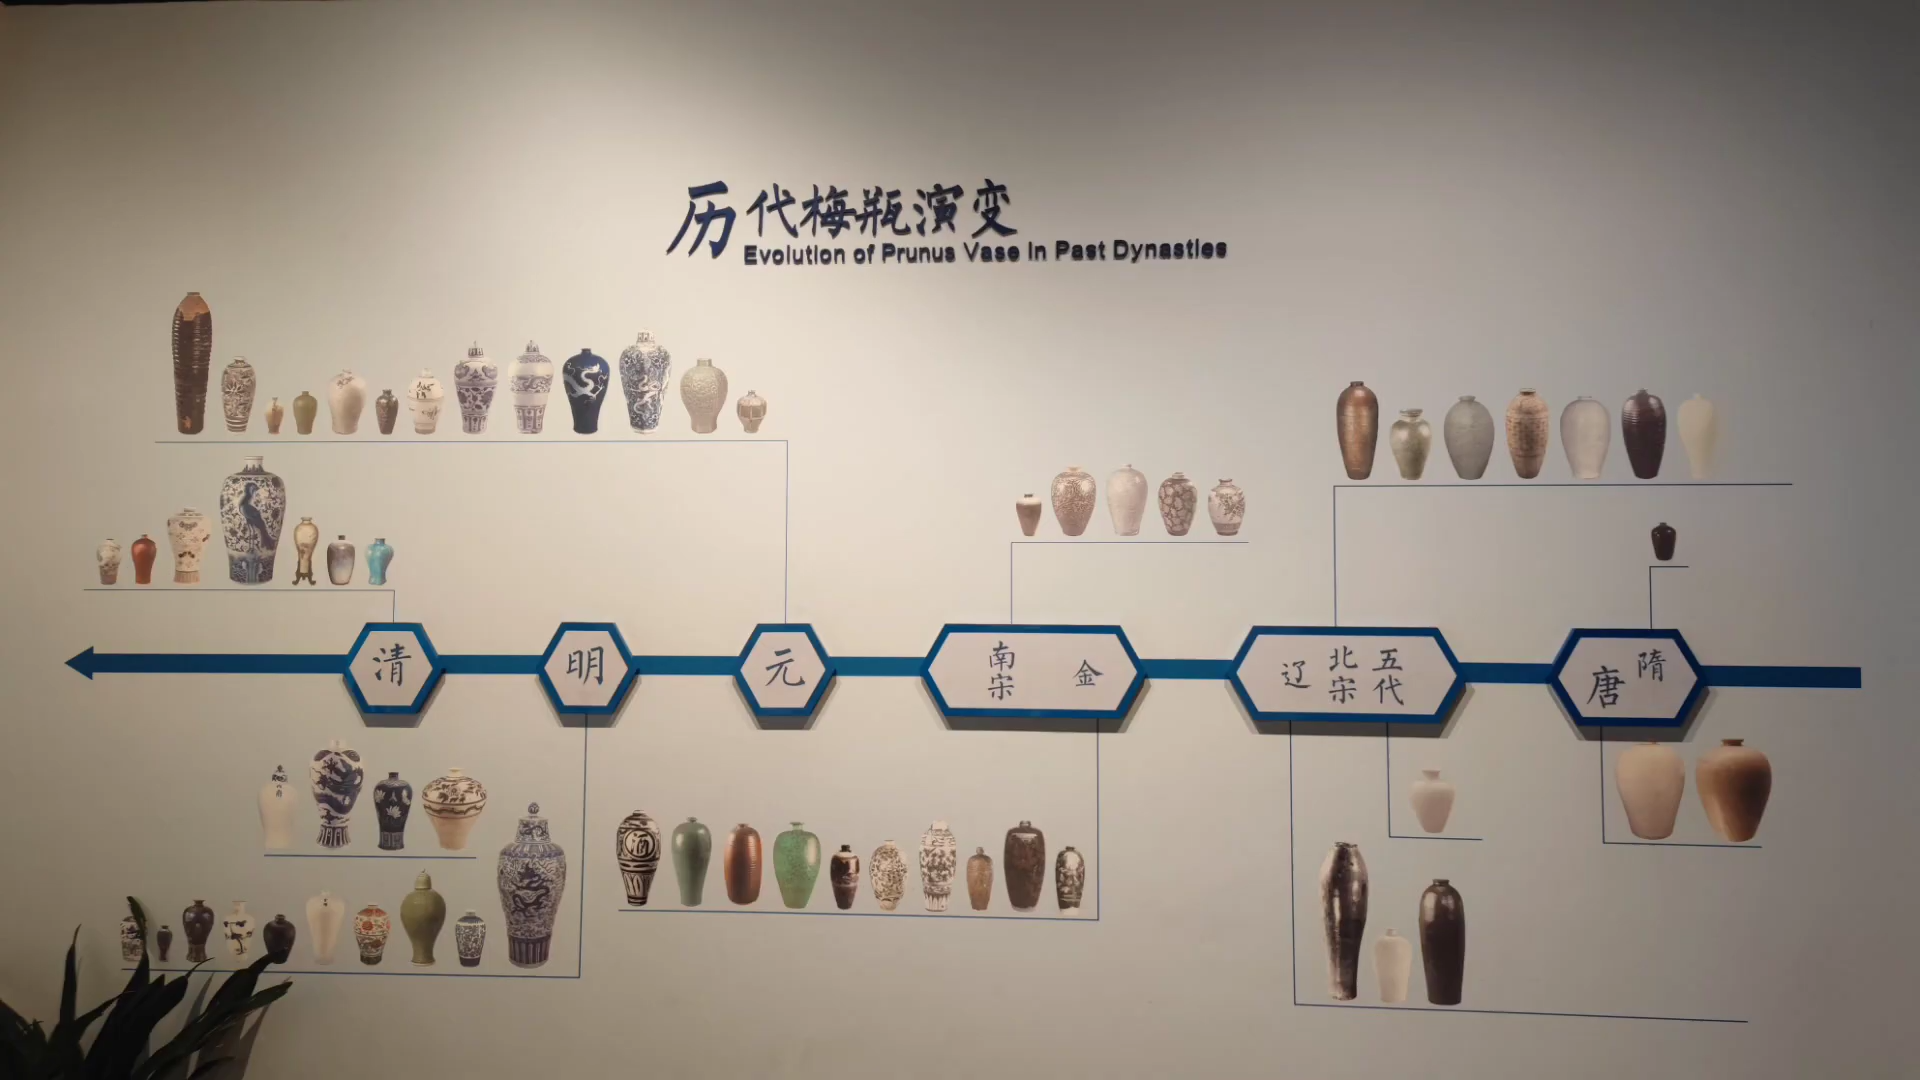 历代梅瓶演变
Evolution of Prunus Vase in Past Dynasties
清
明
元
南宋
金
辽
北宋
五代
唐
隋
酒